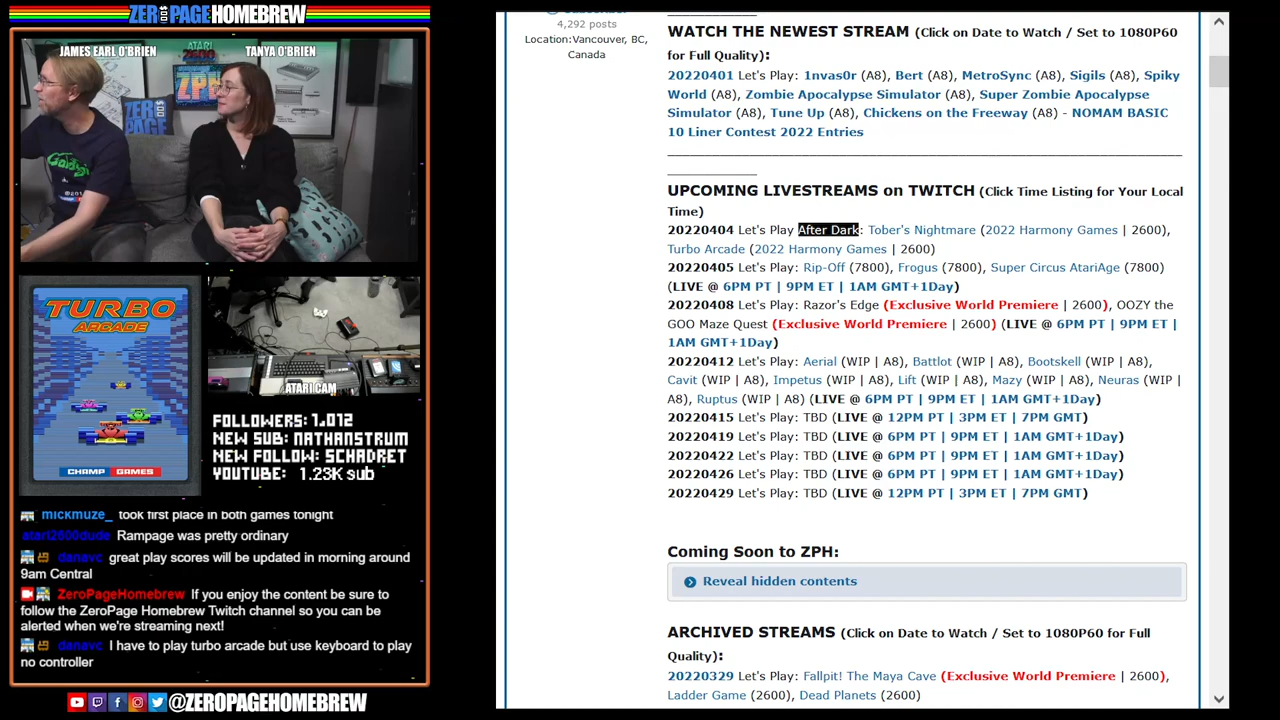 ZERO PAGE HOMEBREW
JAMES EARL O'BRIEN
TANYA O'BRIEN
ZERO
PAGE
TURBO
ARCADE
CHAMP GAMES
ATARI CAM
FOLLOWERS: 1,012
NEW SUB: NATHANSTRUM
NEW FOLLOW: SCHADRET
YOUTUBE: 1.23K sub
mickmuze_ took first place in both games tonight
atari2600dude Rampage was pretty ordinary
danavc great play scores will be updated in morning around
9am Central
ZeroPageHomebrew If you enjoy the content be sure to
follow the ZeroPage Homebrew Twitch channel so you can be
alerted when we're streaming next!
danavc I have to play turbo arcade but use keyboard to play
no controller
@ZEROPAGEHOMEBREW
4,292 posts
Location:Vancouver, BC,
Canada
WATCH THE NEWEST STREAM (Click on Date to Watch / Set to 1080P60
for Full Quality):
20220401 Let's Play: 1nvas0r (A8), Bert (A8), MetroSync (A8), Sigils (A8), Spiky
World (A8), Zombie Apocalypse Simulator (A8), Super Zombie Apocalypse
Simulator (A8), Tune Up (A8), Chickens on the Freeway (A8) - NOMAM BASIC
10 Liner Contest 2022 Entries
UPCOMING LIVESTREAMS on TWITCH (Click Time Listing for Your Local
Time)
20220404 Let's Play After Dark: Tober's Nightmare (2022 Harmony Games | 2600),
Turbo Arcade (2022 Harmony Games | 2600)
20220405 Let's Play: Rip-Off (7800), Frogus (7800), Super Circus AtariAge (7800)
(LIVE @ 6PM PT | 9PM ET | 1AM GMT+1Day)
20220408 Let's Play: Razor's Edge (Exclusive World Premiere | 2600), OOZY the
GOO Maze Quest (Exclusive World Premiere | 2600) (LIVE @ 6PM PT | 9PM ET |
1AM GMT+1Day)
20220412 Let's Play: Aerial (WIP | A8), Battlot (WIP | A8), Bootskell (WIP | A8),
Cavit (WIP | A8), Impetus (WIP | A8), Lift (WIP | A8), Mazy (WIP | A8), Neuras (WIP |
A8), Ruptus (WIP | A8) (LIVE @ 6PM PT | 9PM ET | 1AM GMT+1Day)
20220415 Let's Play: TBD (LIVE @ 12PM PT | 3PM ET | 7PM GMT)
20220419 Let's Play: TBD (LIVE @ 6PM PT | 9PM ET | 1AM GMT+1Day)
20220422 Let's Play: TBD (LIVE @ 6PM PT | 9PM ET | 1AM GMT+1Day)
20220426 Let's Play: TBD (LIVE @ 6PM PT | 9PM ET | 1AM GMT+1Day)
20220429 Let's Play: TBD (LIVE @ 12PM PT | 3PM ET | 7PM GMT)
Coming Soon to ZPH:
Reveal hidden contents
ARCHIVED STREAMS (Click on Date to Watch / Set to 1080P60 for Full
Quality):
20220329 Let's Play: Fallpit! The Maya Cave (Exclusive World Premiere | 2600),
Ladder Game (2600), Dead Planets (2600)